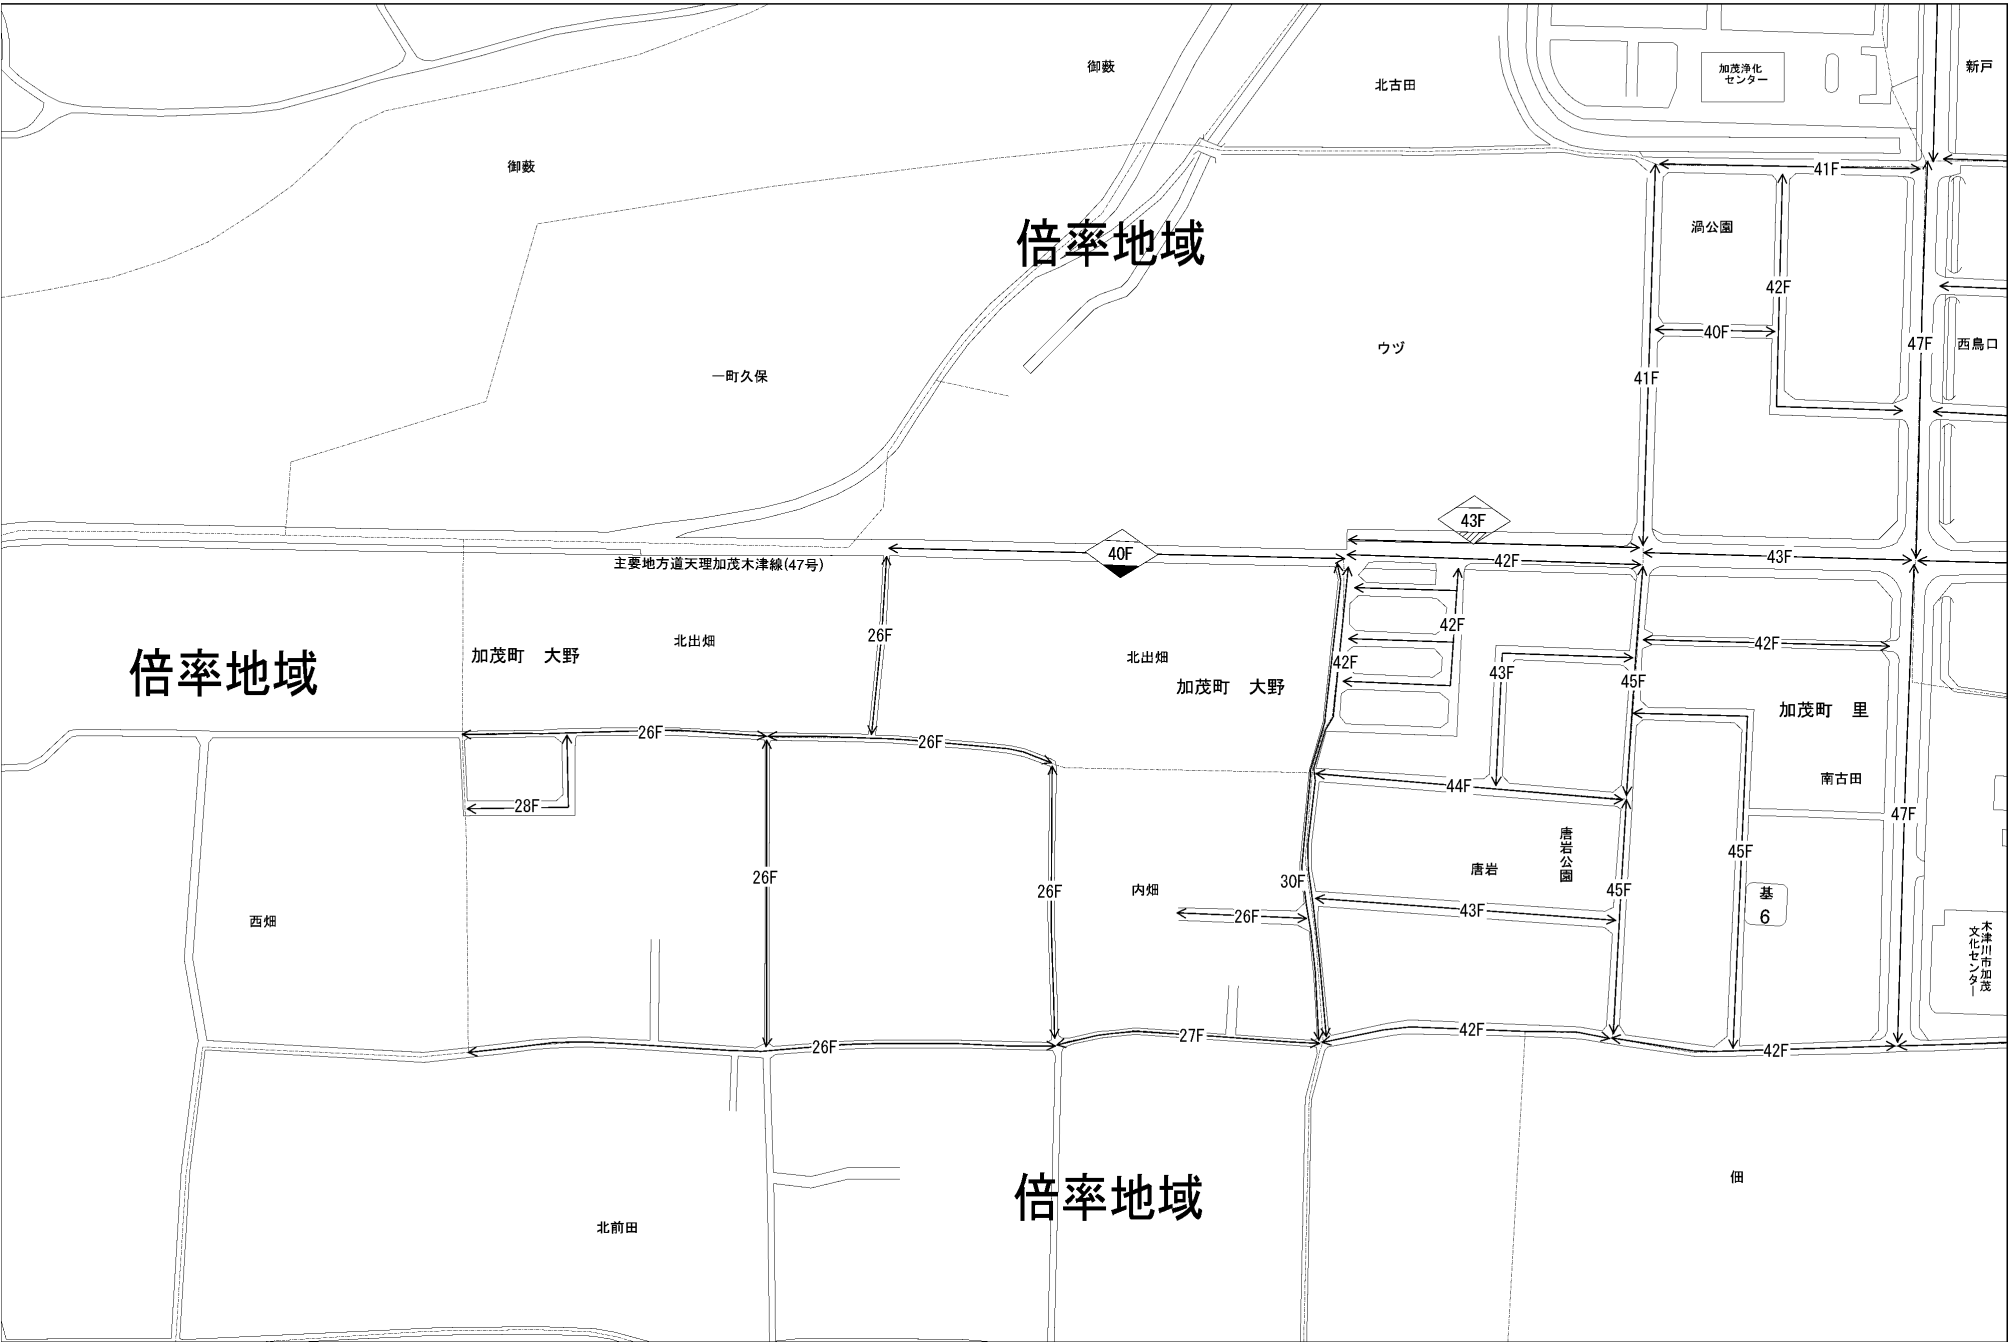 御薮
北古田
加茂浄化
センター
新戸
御薮
41F
倍率地域
渦公園
42F
40F
47F
西鳥口
ウヅ
一町久保
41F
43F
40F
主要地方道天理加茂木津線(47号)
42F
43F
26F
北出畑
加茂町 大野
倍率地域
42F
42F
北出畑
加茂町 大野
42F
43F
45F
加茂町 里
26F
26F
南古田
28F
44F
47F
唐岩公園
唐岩
45F
26F
26F
内畑
30F
45F
基
6
西畑
26F
43F
木津川市加茂
文化センター
26F
27F
42F
42F
倍率地域
佃
北前田